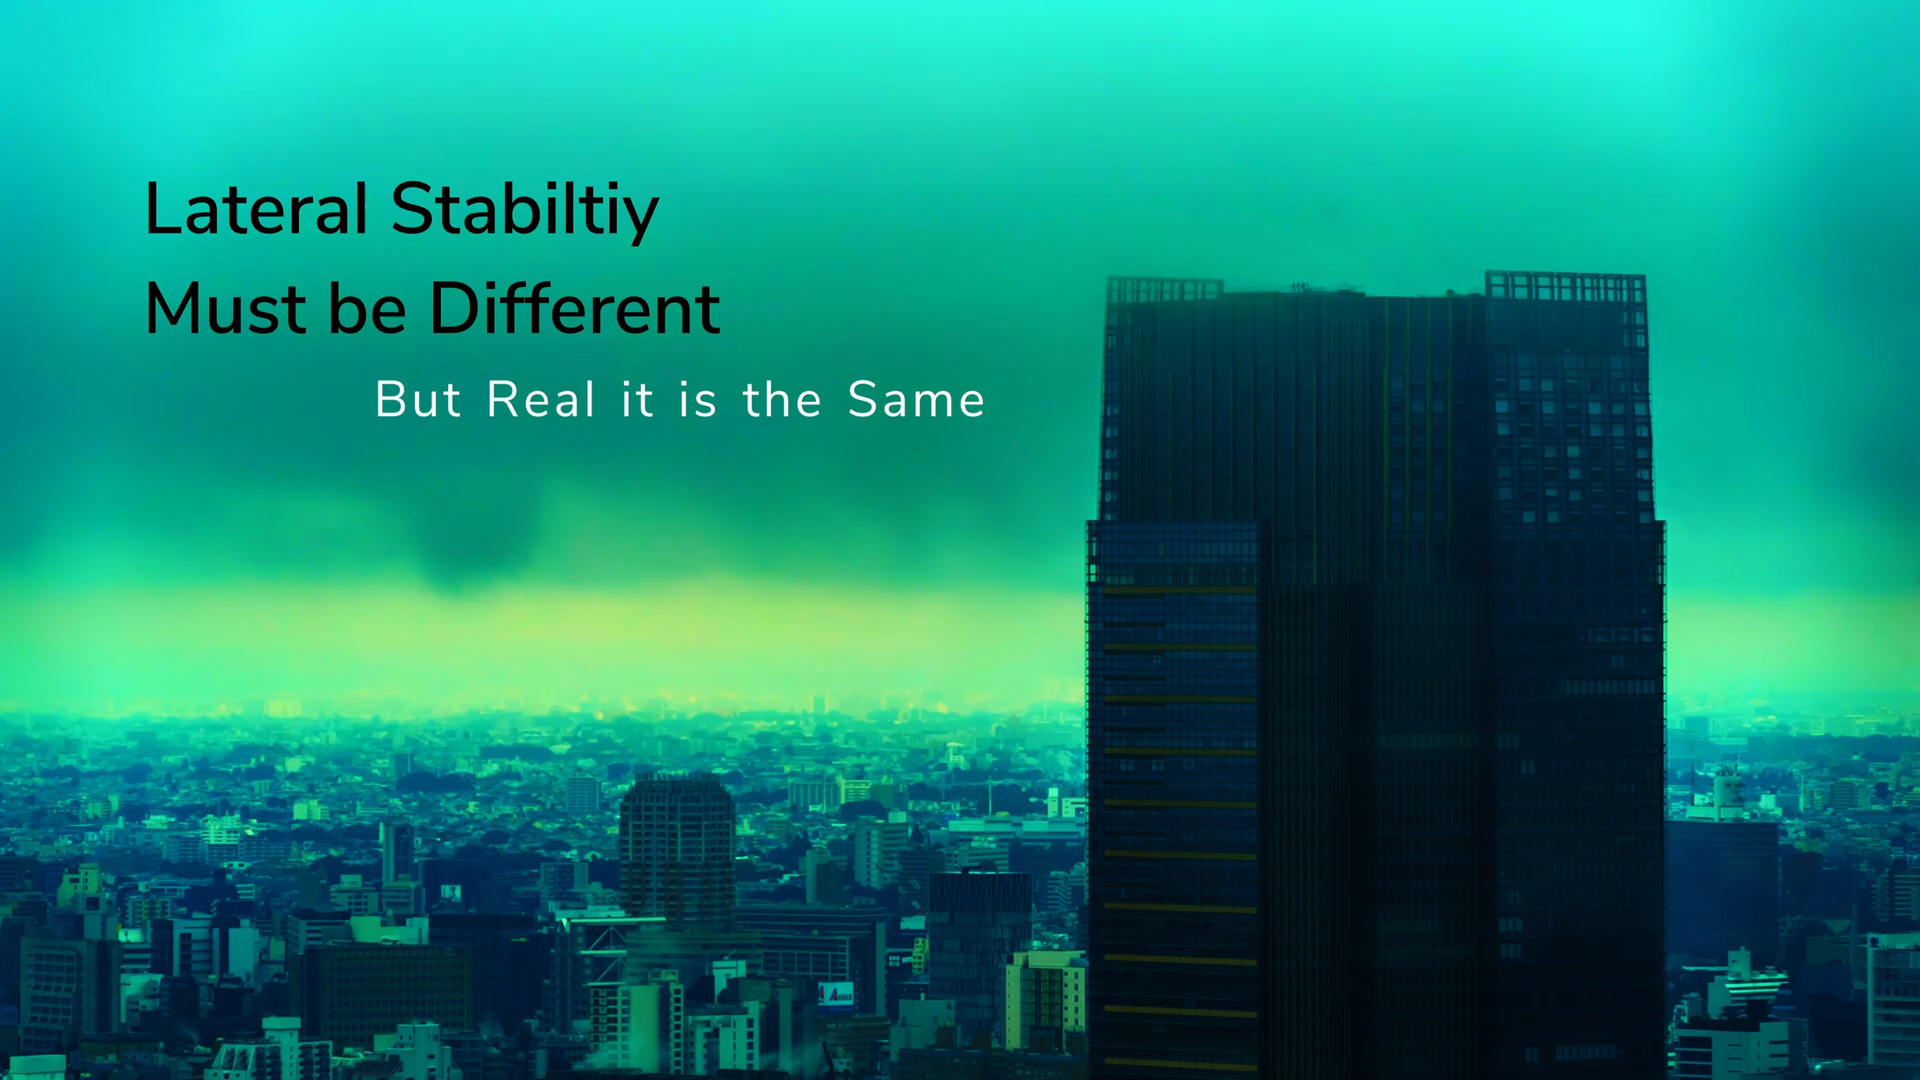 Lateral Stabiltiy
Must be Different
But Real it is the Same